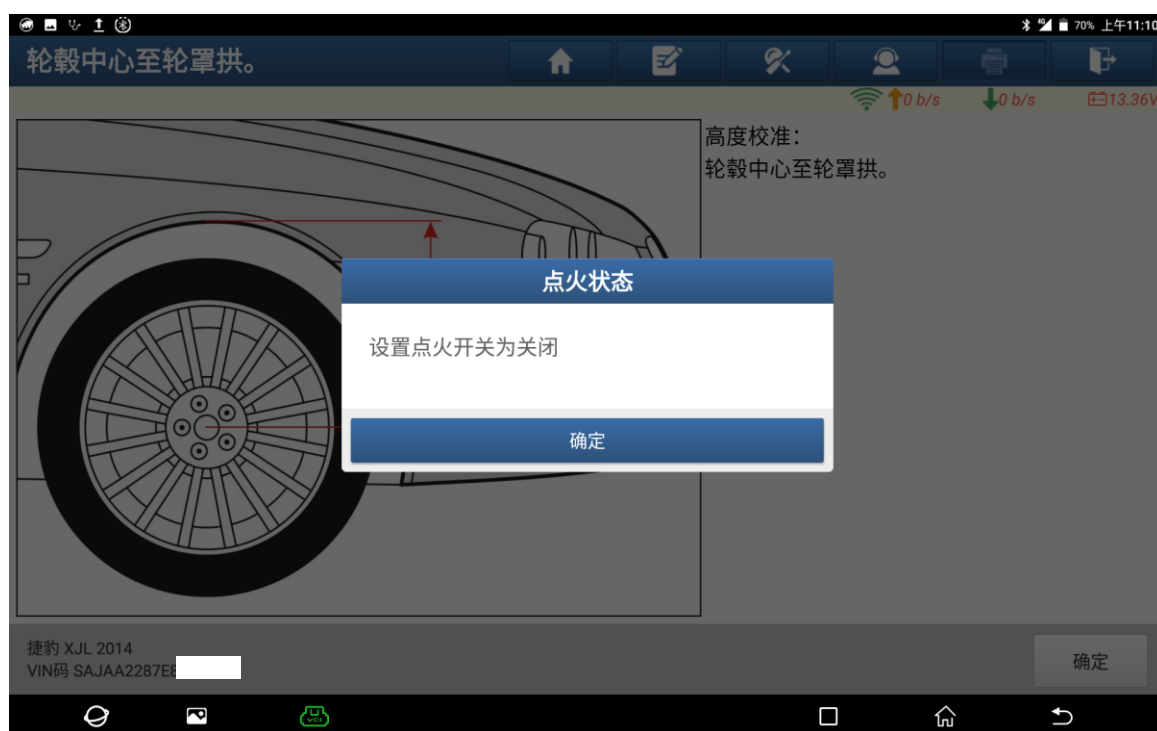 4G
70% 上午11:10
轮毂中心至轮罩拱。
0 b/s
0 b/s
13.36V
高度校准：
轮毂中心至轮罩拱。
点火状态
设置点火开关为关闭
确定
捷豹 XJL 2014
VIN码 SAJAA2287E8
确定
VCI